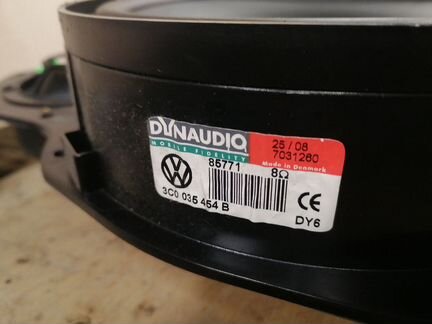 DYNAUDIO
MOBILE FIDELITY
25 / 08
7031260
Made in Denmark
85771 8Ω
3C0 035 454 B
CE
DY6